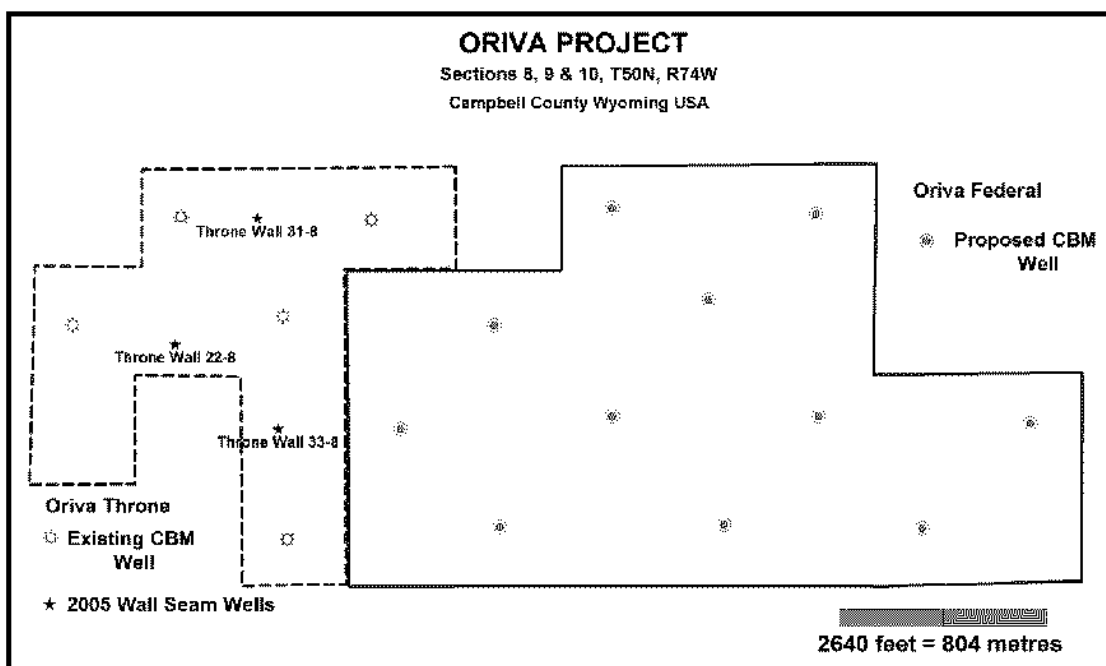 ORIVA PROJECT
Sections 8, 9 & 10, T50N, R74W
Campbell County Wyoming USA
Oriva Federal
Proposed CBM
Well
Throne Wall 31-8
Throne Wall 22-8
Throne Wall 33-8
Oriva Throne
Existing CBM
Well
2005 Wall Seam Wells
2640 feet = 804 metres